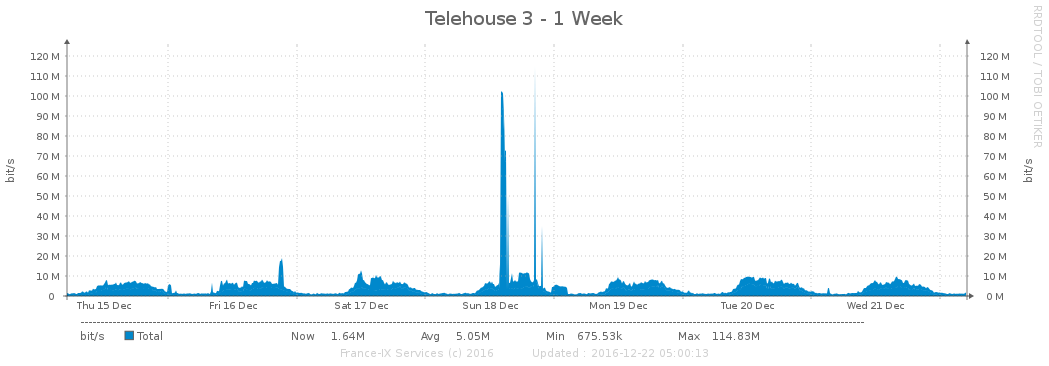 Telehouse 3 - 1 Week
RRDTOOL / TOBI OETIKER
120 M 120 M
110 M 110 M
100 M 100 M
90 M 90 M
80 M 80 M
70 M 70 M
60 M 60 M
50 M 50 M
40 M 40 M
30 M 30 M
20 M 20 M
10 M 10 M
0 0 M
bit/s
bit/s
Thu 15 Dec Fri 16 Dec Sat 17 Dec Sun 18 Dec Mon 19 Dec Tue 20 Dec Wed 21 Dec
bit/s Total Now 1.64M Avg 5.05M Min 675.53k Max 114.83M
France-IX Services (c) 2016 Updated : 2016-12-22 05:00:13